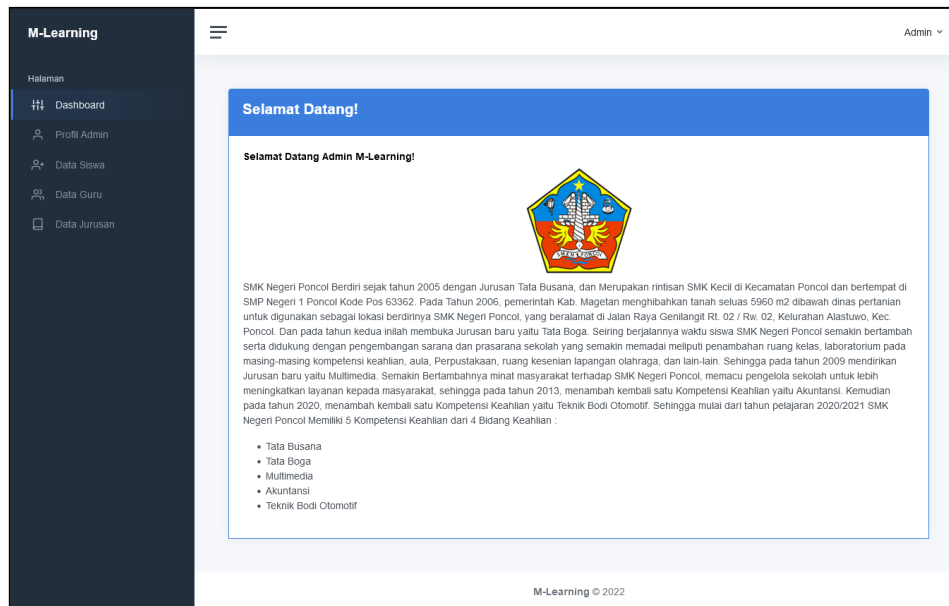 M-Learning
Admin
Halaman
Dashboard
Profil Admin
Data Siswa
Data Guru
Data Jurusan
Selamat Datang!
Selamat Datang Admin M-Learning!
SMK Negeri Poncol Berdiri sejak tahun 2005 dengan Jurusan Tata Busana, dan Merupakan rintisan SMK Kecil di Kecamatan Poncol dan bertempat di
SMP Negeri 1 Poncol Kode Pos 63362. Pada Tahun 2006, pemerintah Kab. Magetan menghibahkan tanah seluas 5960 m2 dibawah dinas pertanian
untuk digunakan sebagai lokasi berdirinya SMK Negeri Poncol, yang beralamat di Jalan Raya Genilangit Rt. 02 / Rw. 02, Kelurahan Alastuwo, Kec.
Poncol. Dan pada tahun kedua inilah membuka Jurusan baru yaitu Tata Boga. Seiring berjalannya waktu siswa SMK Negeri Poncol semakin bertambah
serta didukung dengan pengembangan sarana dan prasarana sekolah yang semakin memadai meliputi penambahan ruang kelas, laboratorium pada
masing-masing kompetensi keahlian, aula, Perpustakaan, ruang kesenian lapangan olahraga, dan lain-lain. Sehingga pada tahun 2009 mendirikan
Jurusan baru yaitu Multimedia. Semakin Bertambahnya minat masyarakat terhadap SMK Negeri Poncol, memacu pengelola sekolah untuk lebih
meningkatkan layanan kepada masyarakat, sehingga pada tahun 2013, menambah kembali satu Kompetensi Keahlian yaitu Akuntansi. Kemudian
pada tahun 2020, menambah kembali satu Kompetensi Keahlian yaitu Teknik Bodi Otomotif. Sehingga mulai dari tahun pelajaran 2020/2021 SMK
Negeri Poncol Memiliki 5 Kompetensi Keahlian dari 4 Bidang Keahlian :
• Tata Busana
• Tata Boga
• Multimedia
• Akuntansi
• Teknik Bodi Otomotif
M-Learning © 2022